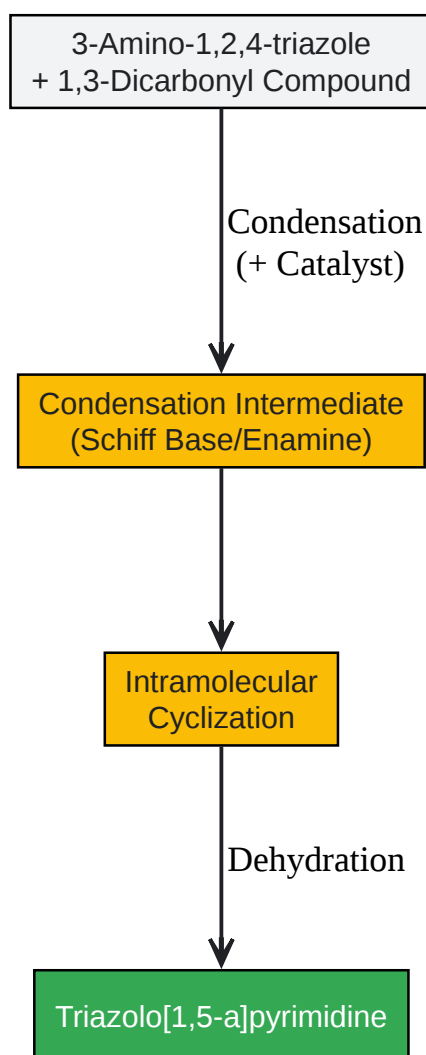 3-Amino-1,2,4-triazole
+ 1,3-Dicarbonyl Compound
Condensation
(+ Catalyst)
Condensation Intermediate
(Schiff Base/Enamine)
Intramolecular
Cyclization
Dehydration
Triazolo[1,5-a]pyrimidine